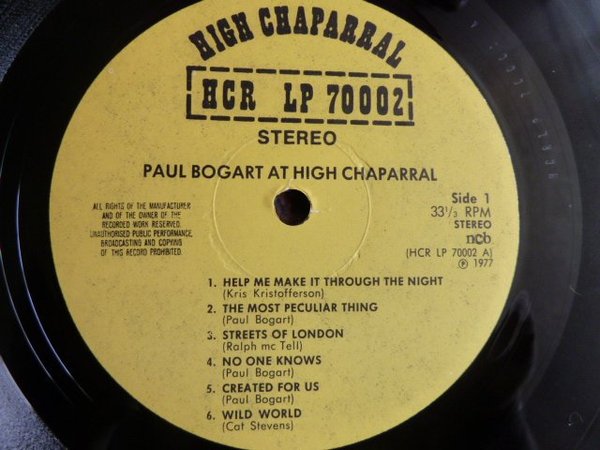 HIGH CHAPARRAL
HCR LP 70002
STEREO
PAUL BOGART AT HIGH CHAPARRAL
ALL RIGHTS OF THE MANUFACTURER
AND OF THE OWNER OF THE
RECORDED WORK RESERVED.
UNAUTHORISED PUBLIC PERFORMANCE,
BROADCASTING AND COPYING
OF THIS RECORD PROHIBITED.
Side 1
33 1/3 RPM
STEREO
ncb
(HCR LP 70002 A)
℗ 1977
1. HELP ME MAKE IT THROUGH THE NIGHT
(Kris Kristofferson)
2. THE MOST PECULIAR THING
(Paul Bogart)
3. STREETS OF LONDON
(Ralph mc Tell)
4. NO ONE KNOWS
(Paul Bogart)
5. CREATED FOR US
(Paul Bogart)
6. WILD WORLD
(Cat Stevens)